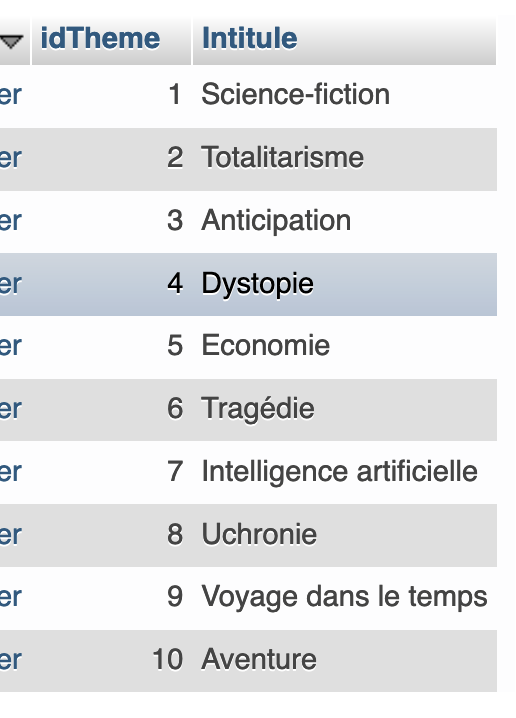 idTheme Intitule
er 1 Science-fiction
er 2 Totalitarisme
er 3 Anticipation
er 4 Dystopie
er 5 Economie
er 6 Tragédie
er 7 Intelligence artificielle
er 8 Uchronie
er 9 Voyage dans le temps
er 10 Aventure